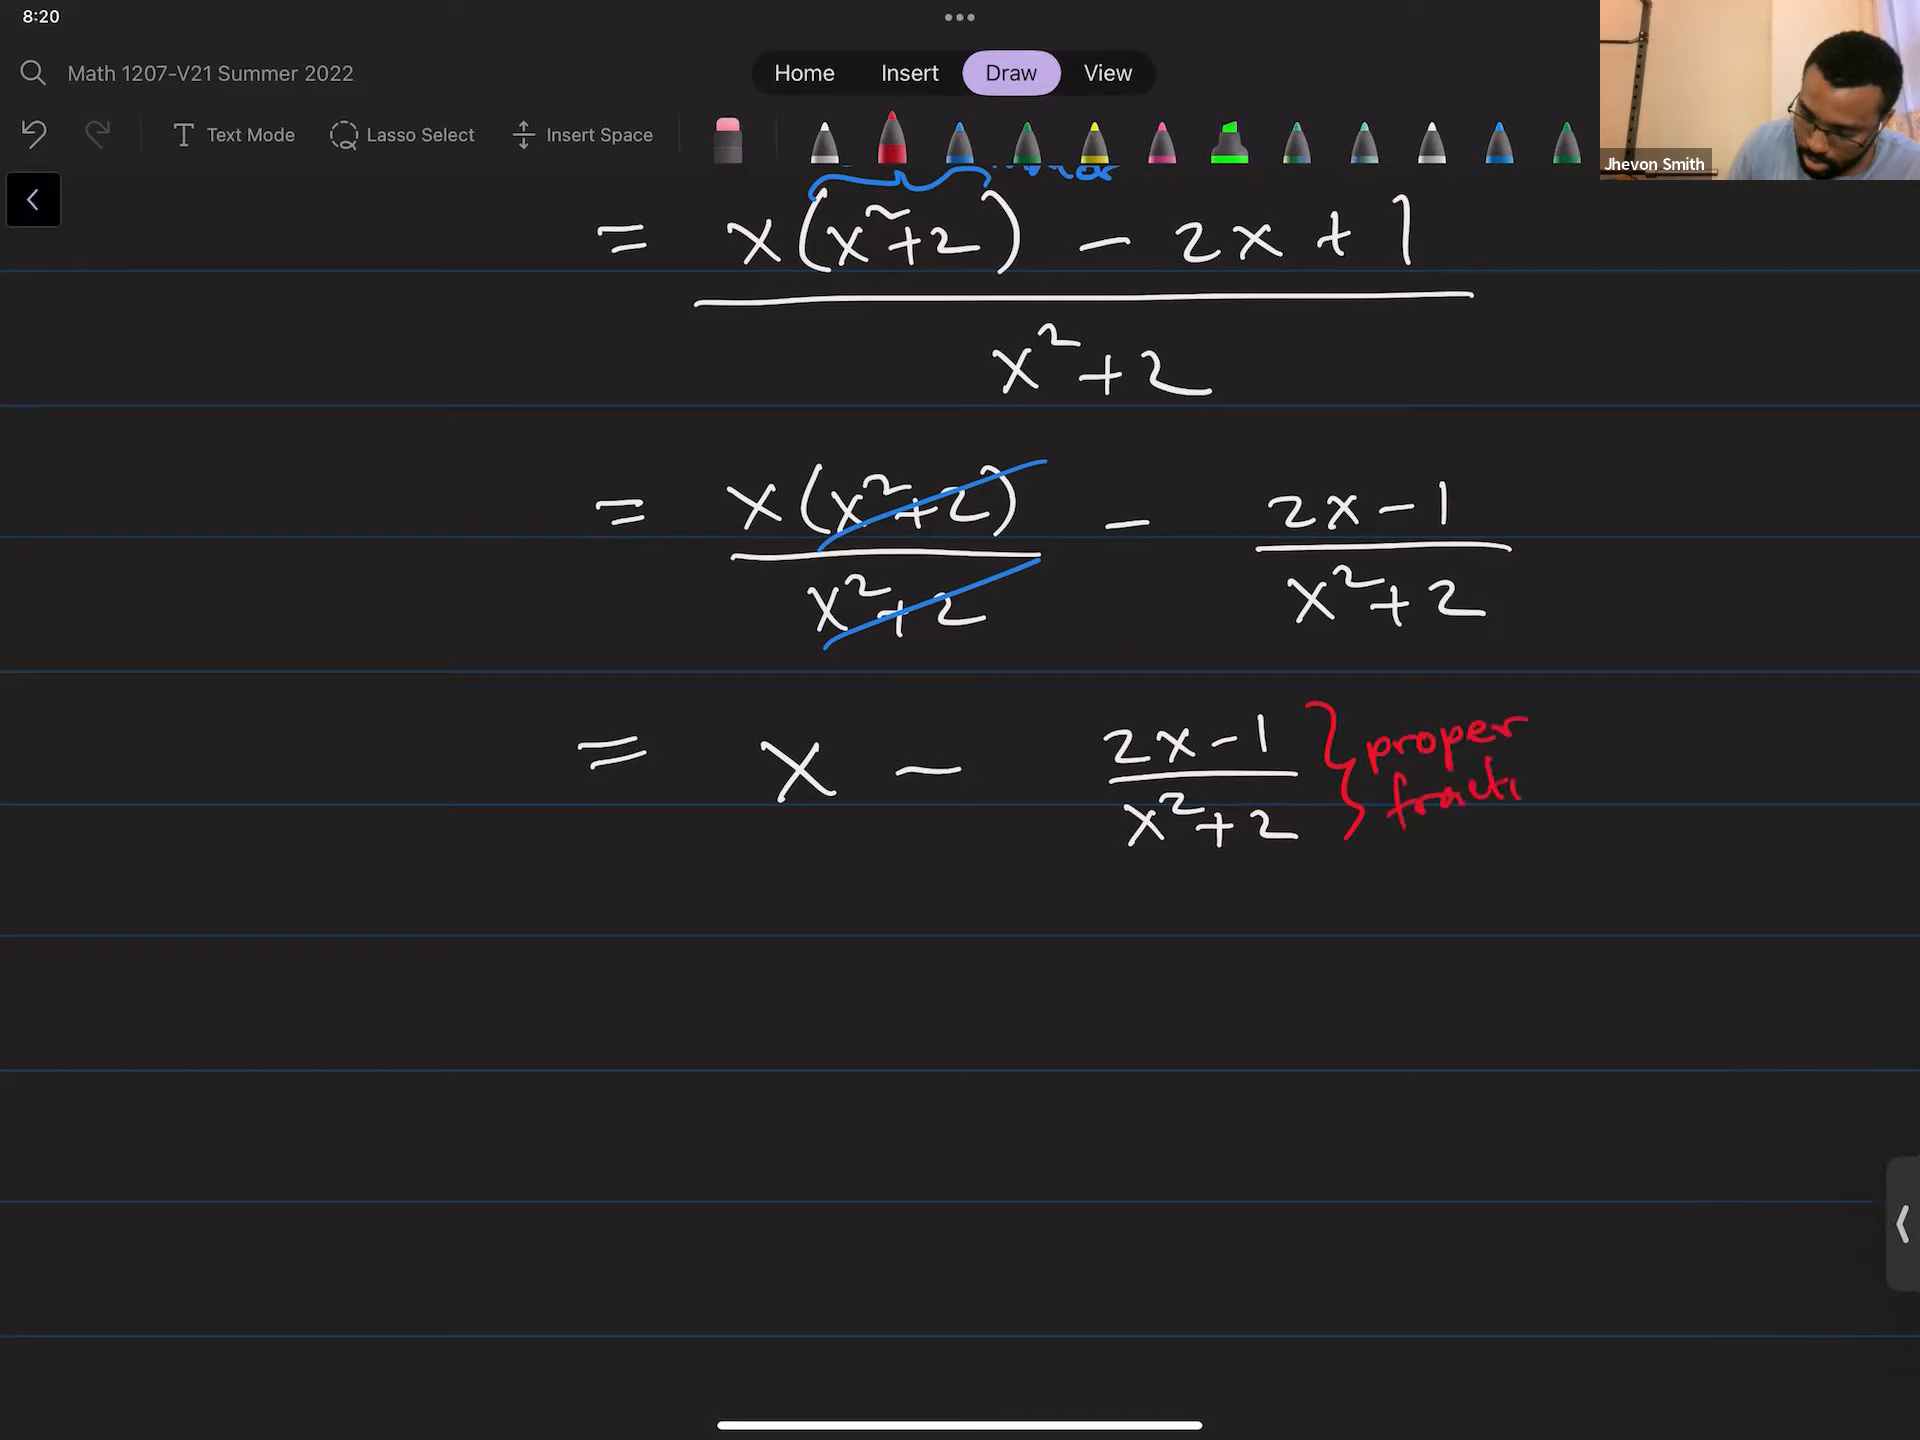 8:20
Math 1207-V21 Summer 2022
Home Insert Draw View
Text Mode Lasso Select Insert Space
Jhevon Smith
= x(x²+2) - 2x + 1
x²+2
= x(x²+2) - 2x-1
x²+2 x²+2
= x - 2x-1 } proper
x²+2 fracti